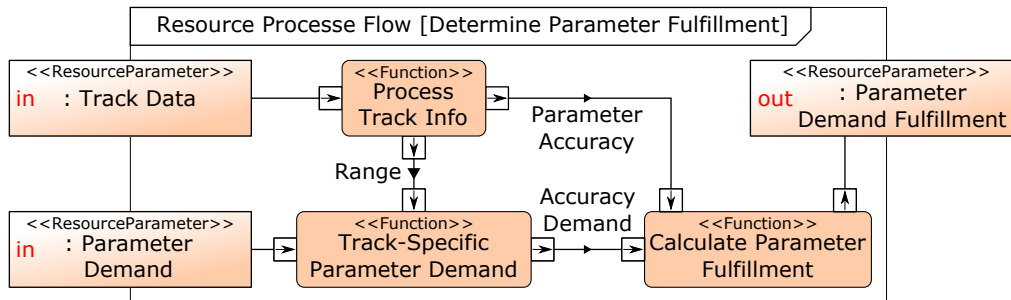 Resource Processe Flow [Determine Parameter Fulfillment]
<<ResourceParameter>>
in : Track Data
<<Function>>
Process
Track Info
Parameter
Accuracy
<<ResourceParameter>>
out : Parameter
Demand Fulfillment
Range
<<ResourceParameter>>
in : Parameter
Demand
<<Function>>
Track-Specific
Parameter Demand
Accuracy
Demand
<<Function>>
Calculate Parameter
Fulfillment